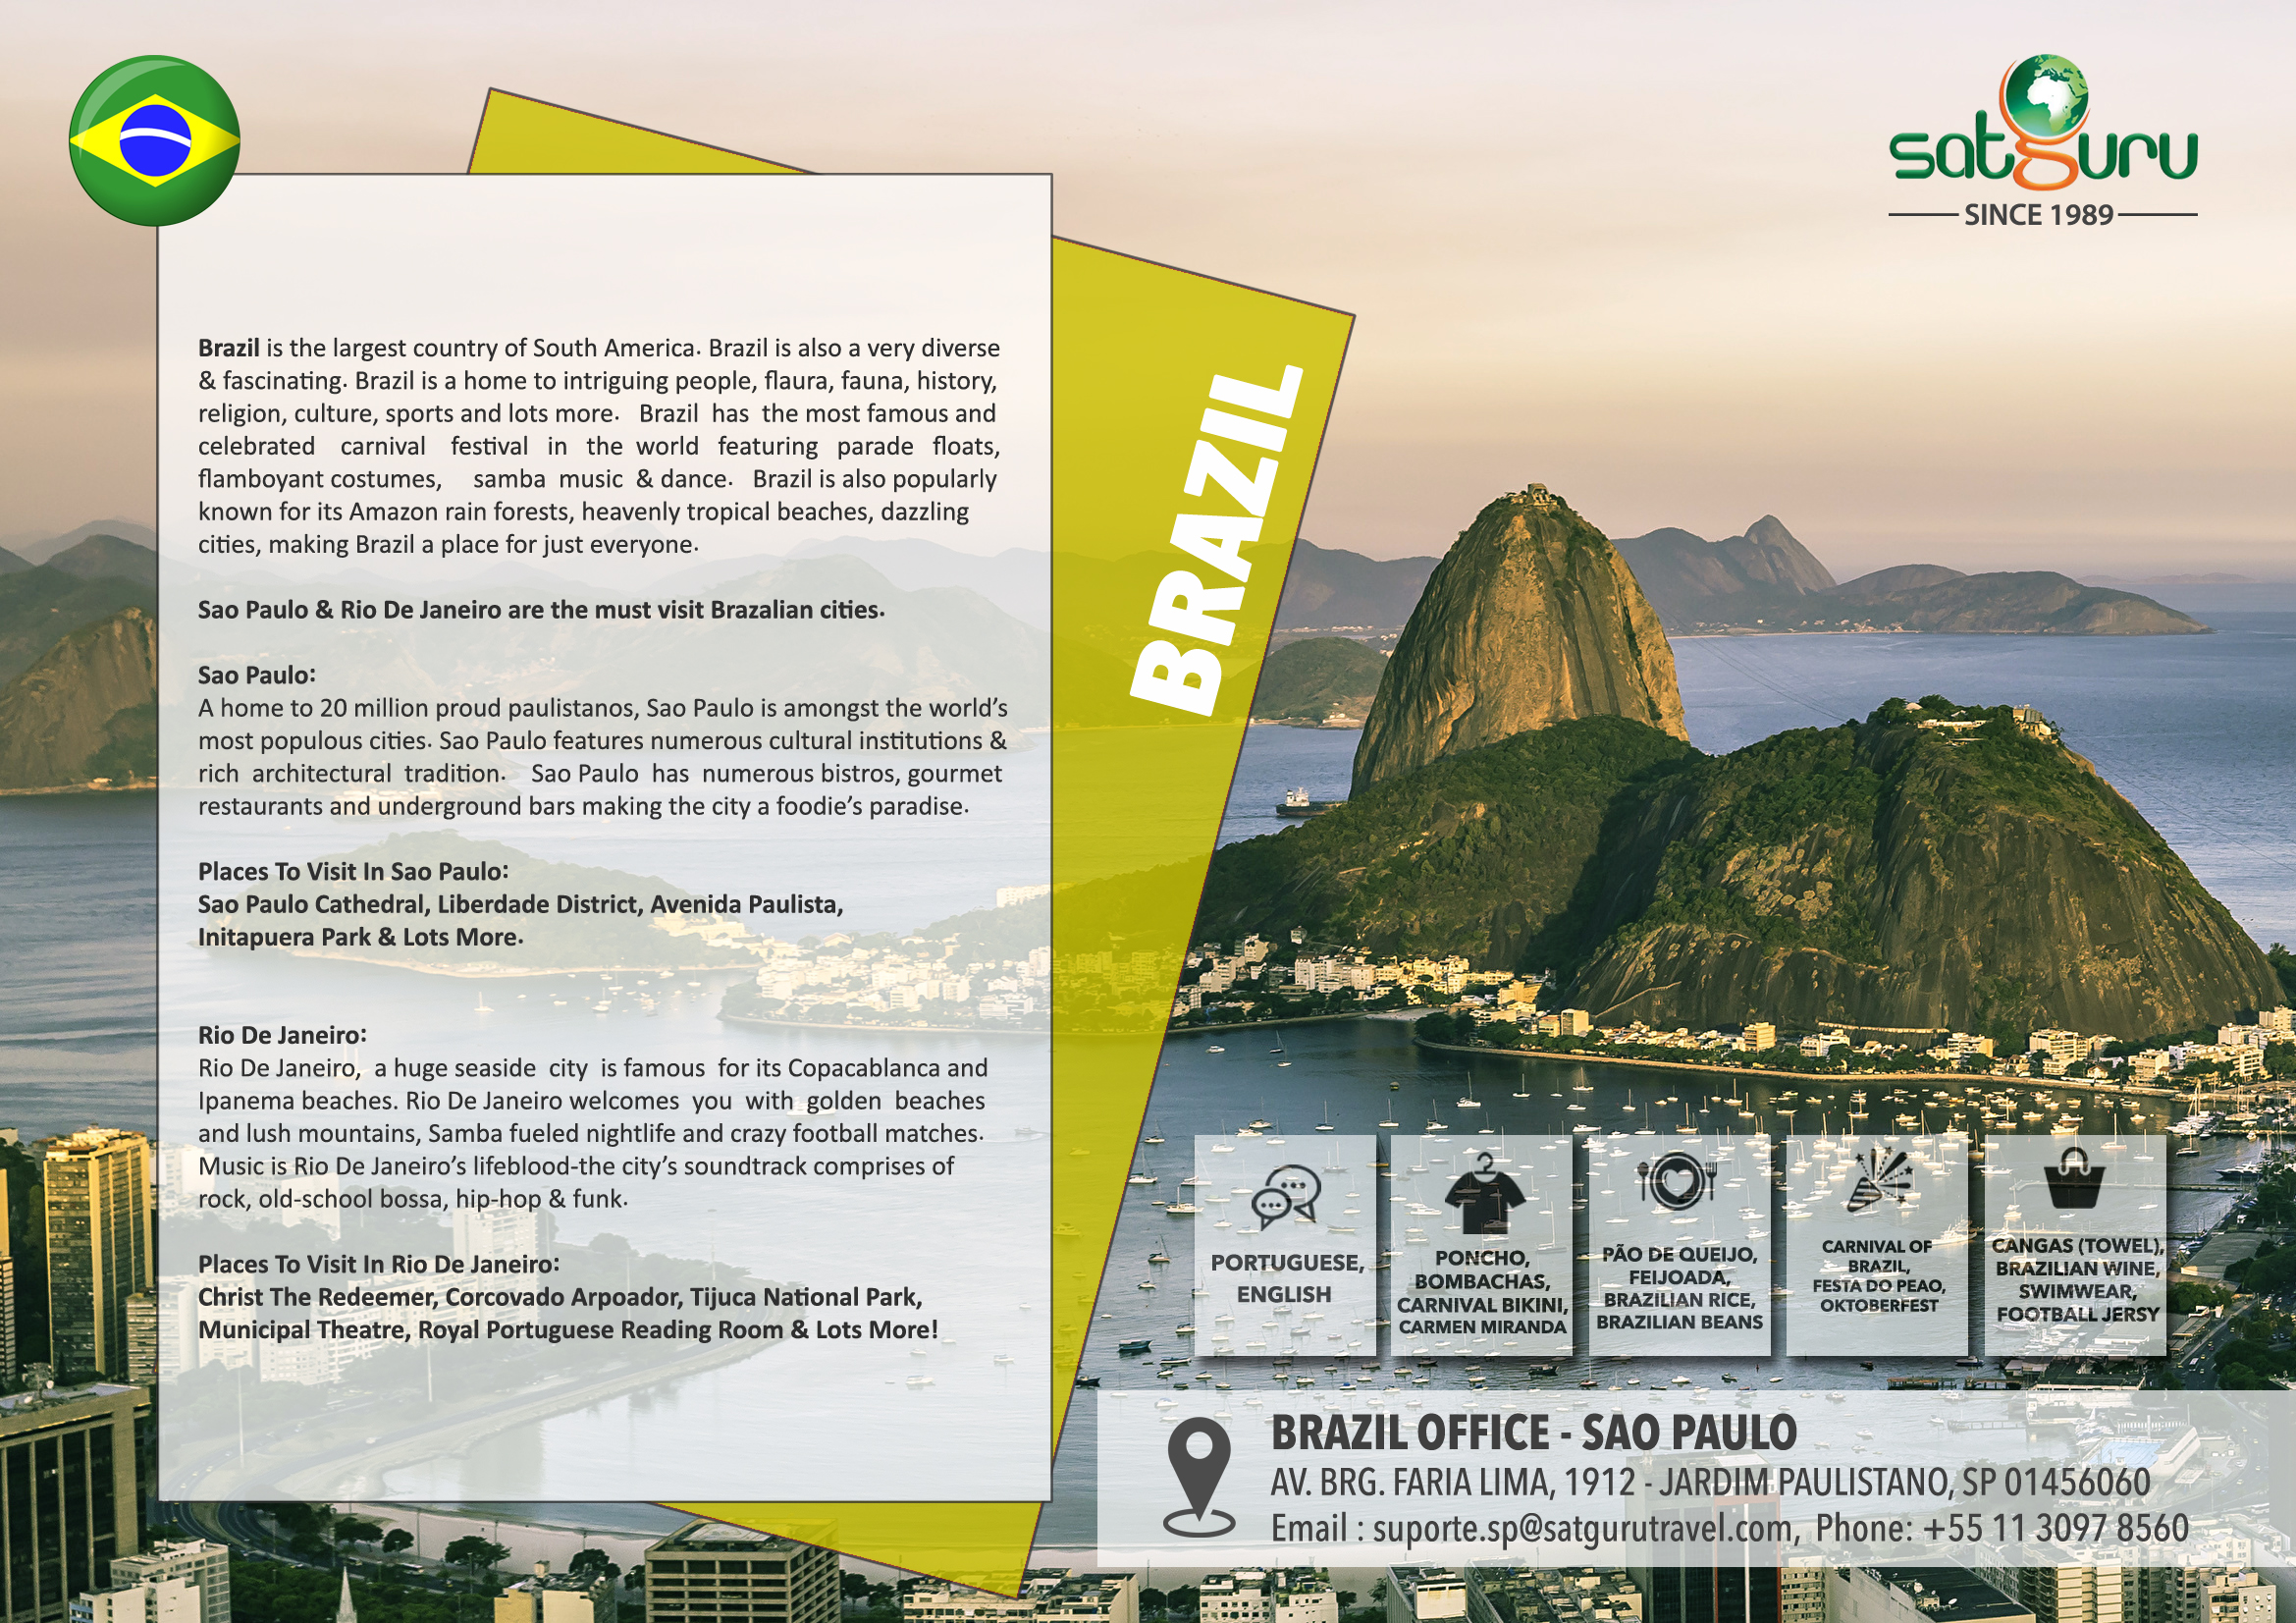 satguru
SINCE 1989
BRAZIL
Brazil is the largest country of South America. Brazil is also a very diverse
& fascinating. Brazil is a home to intriguing people, flaura, fauna, history,
religion, culture, sports and lots more. Brazil has the most famous and
celebrated carnival festival in the world featuring parade floats,
flamboyant costumes, samba music & dance. Brazil is also popularly
known for its Amazon rain forests, heavenly tropical beaches, dazzling
cities, making Brazil a place for just everyone.
Sao Paulo & Rio De Janeiro are the must visit Brazalian cities.
Sao Paulo:
A home to 20 million proud paulistanos, Sao Paulo is amongst the world's
most populous cities. Sao Paulo features numerous cultural institutions &
rich architectural tradition. Sao Paulo has numerous bistros, gourmet
restaurants and underground bars making the city a foodie's paradise.
Places To Visit In Sao Paulo:
Sao Paulo Cathedral, Liberdade District, Avenida Paulista,
Initapuera Park & Lots More.
Rio De Janeiro:
Rio De Janeiro, a huge seaside city is famous for its Copacablanca and
Ipanema beaches. Rio De Janeiro welcomes you with golden beaches
and lush mountains, Samba fueled nightlife and crazy football matches.
Music is Rio De Janeiro's lifeblood-the city's soundtrack comprises of
rock, old-school bossa, hip-hop & funk.
Places To Visit In Rio De Janeiro:
Christ The Redeemer, Corcovado Arpoador, Tijuca National Park,
Municipal Theatre, Royal Portuguese Reading Room & Lots More!
PORTUGUESE,
ENGLISH
PONCHO,
BOMBACHAS,
CARNIVAL BIKINI,
CARMEN MIRANDA
PÃO DE QUEIJO,
FEIJOADA,
BRAZILIAN RICE,
BRAZILIAN BEANS
CARNIVAL OF
BRAZIL,
FESTA DO PEAO,
OKTOBERFEST
CANGAS (TOWEL),
BRAZILIAN WINE,
SWIMWEAR,
FOOTBALL JERSY
BRAZIL OFFICE - SAO PAULO
AV. BRG. FARIA LIMA, 1912 - JARDIM PAULISTANO, SP 01456060
Email : suporte.sp@satgurutravel.com, Phone: +55 11 3097 8560